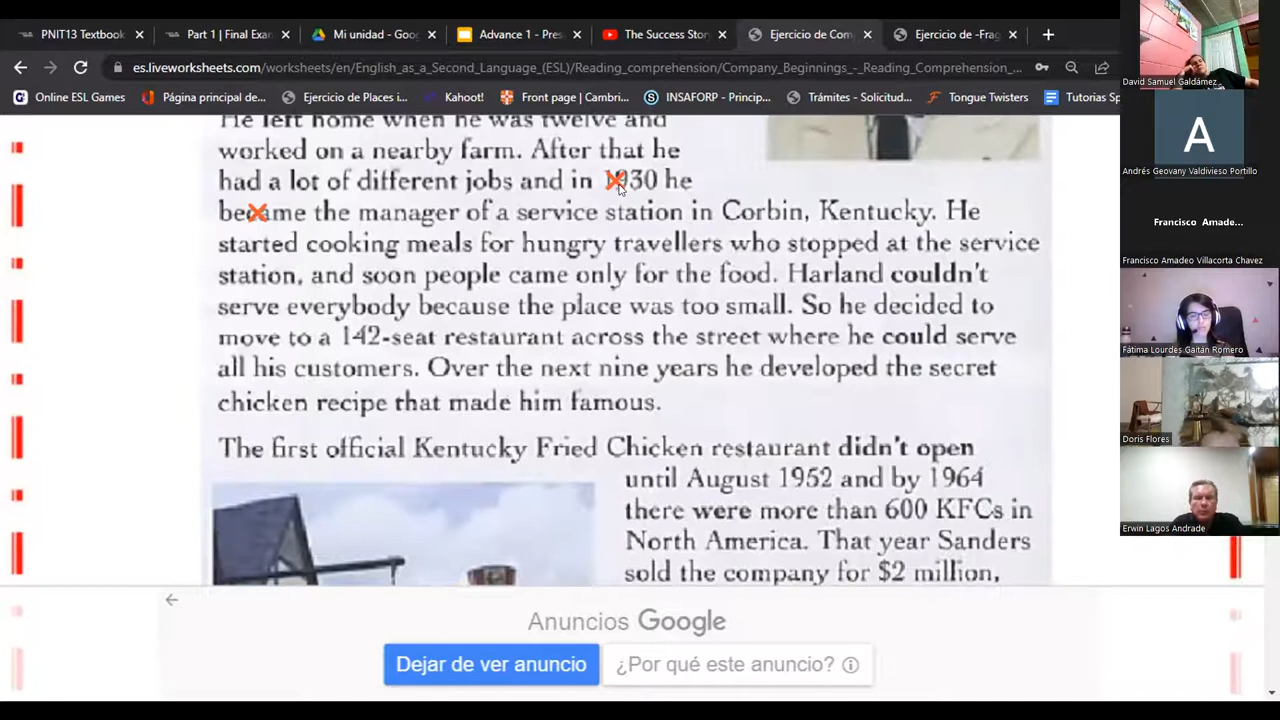 PNIT13 Textbook
Part 1 | Final Exa
Mi unidad - Goo
Advance 1 - Pres
The Success Stor
Ejercicio de Com
Ejercicio de -Frag
es.liveworksheets.com/worksheets/en/English_as_a_Second_Language_(ESL)/Reading_comprehension/Company_Beginnings_-_Reading_Comprehension_...
Online ESL Games
Página principal de...
Ejercicio de Places i...
Kahoot!
Front page | Cambri...
INSAFORP - Princip...
Trámites - Solicitud...
Tongue Twisters
Tutorias Sp
He left home when he was twelve and
worked on a nearby farm. After that he
had a lot of different jobs and in 1930 he
became the manager of a service station in Corbin, Kentucky. He
started cooking meals for hungry travellers who stopped at the service
station, and soon people came only for the food. Harland couldn't
serve everybody because the place was too small. So he decided to
move to a 142-seat restaurant across the street where he could serve
all his customers. Over the next nine years he developed the secret
chicken recipe that made him famous.
The first official Kentucky Fried Chicken restaurant didn't open
until August 1952 and by 1964
there were more than 600 KFCs in
North America. That year Sanders
sold the company for $2 million,
Anuncios Google
Dejar de ver anuncio
¿Por qué este anuncio?
David Samuel Galdámez
A
Andrés Geovany Valdivieso Portillo
Francisco Amade...
Francisco Amadeo Villacorta Chavez
Fátima Lourdes Gaitán Romero
Doris Flores
Erwin Lagos Andrade